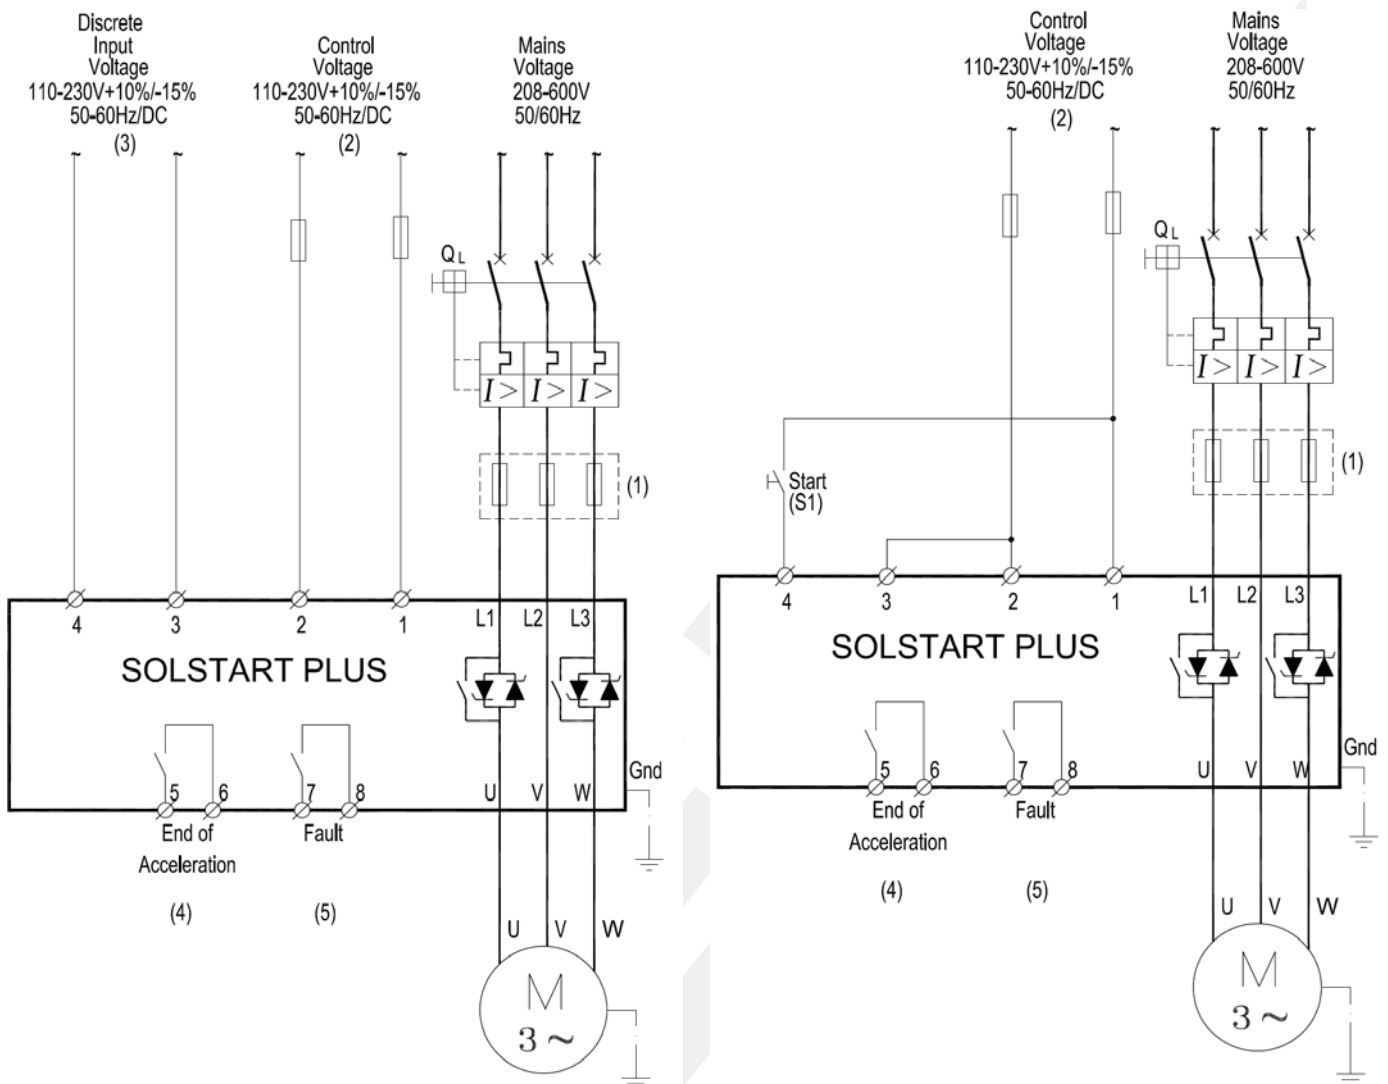 Discrete
Input
Voltage
110-230V+10%/-15%
50-60Hz/DC
(3)
Control
Voltage
110-230V+10%/-15%
50-60Hz/DC
(2)
Mains
Voltage
208-600V
50/60Hz
QL
I > I > I >
(1)
4 3 2 1 L1 L2 L3
SOLSTART PLUS
5 6 7 8 U V W
Gnd
End of
Acceleration
Fault
(4) (5)
U V W
M
3 ~
Control
Voltage
110-230V+10%/-15%
50-60Hz/DC
(2)
Mains
Voltage
208-600V
50/60Hz
QL
I > I > I >
(1)
Start
(S1)
4 3 2 1 L1 L2 L3
SOLSTART PLUS
5 6 7 8 U V W
Gnd
End of
Acceleration
Fault
(4) (5)
U V W
M
3 ~